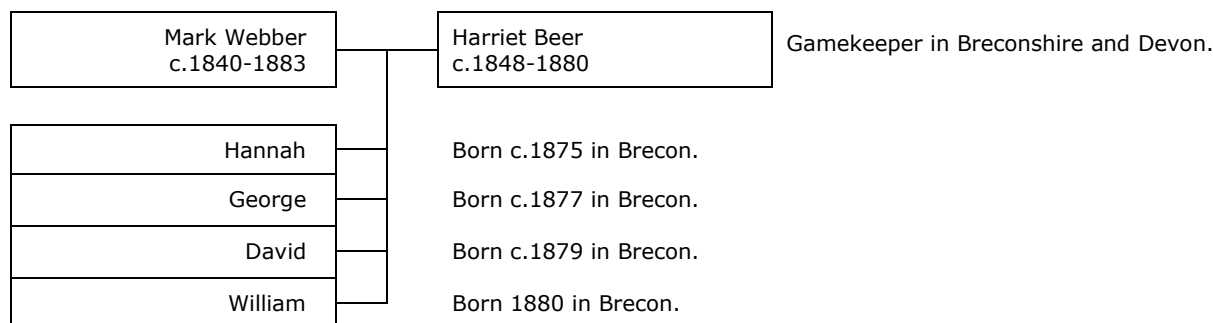 Mark Webber
c.1840-1883
Harriet Beer
c.1848-1880
Gamekeeper in Breconshire and Devon.
Hannah
Born c.1875 in Brecon.
George
Born c.1877 in Brecon.
David
Born c.1879 in Brecon.
William
Born 1880 in Brecon.